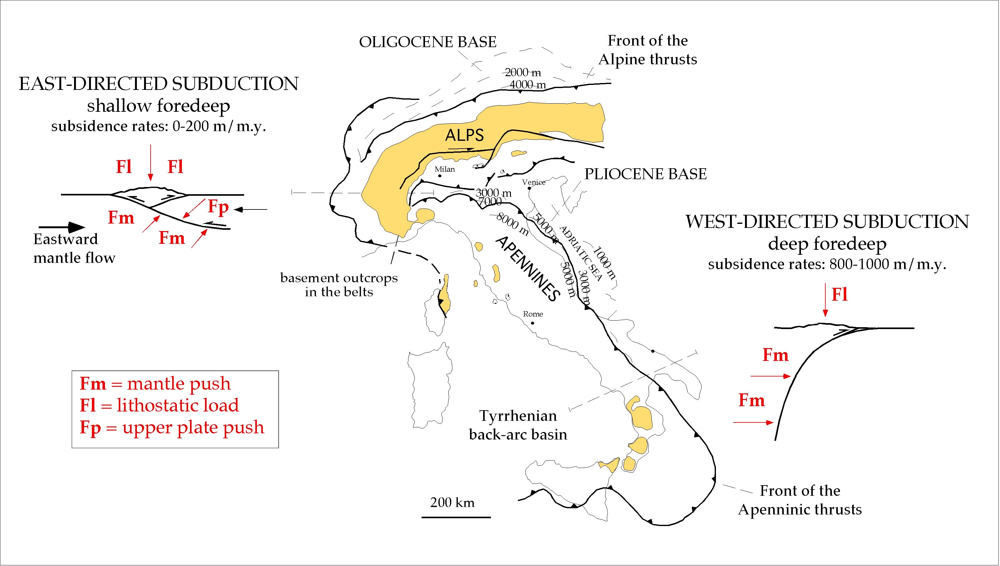 OLIGOCENE BASE
Front of the
Alpine thrusts
2000 m
4000 m
EAST-DIRECTED SUBDUCTION
shallow foredeep
subsidence rates: 0-200 m/m.y.
Fl
Fl
Fp
Fm
Fm
Eastward
mantle flow
ALPS
Milan
PLIOCENE BASE
Venice
3000 m
7000
8000 m
5000 m
ADRIATIC SEA
1000 m
5000 m
3000 m
APENNINES
basement outcrops
in the belts
Rome
WEST-DIRECTED SUBDUCTION
deep foredeep
subsidence rates: 800-1000 m/m.y.
Fl
Fm
Fm
Fm = mantle push
Fl = lithostatic load
Fp = upper plate push
Tyrrhenian
back-arc basin
200 km
Front of the
Apenninic thrusts